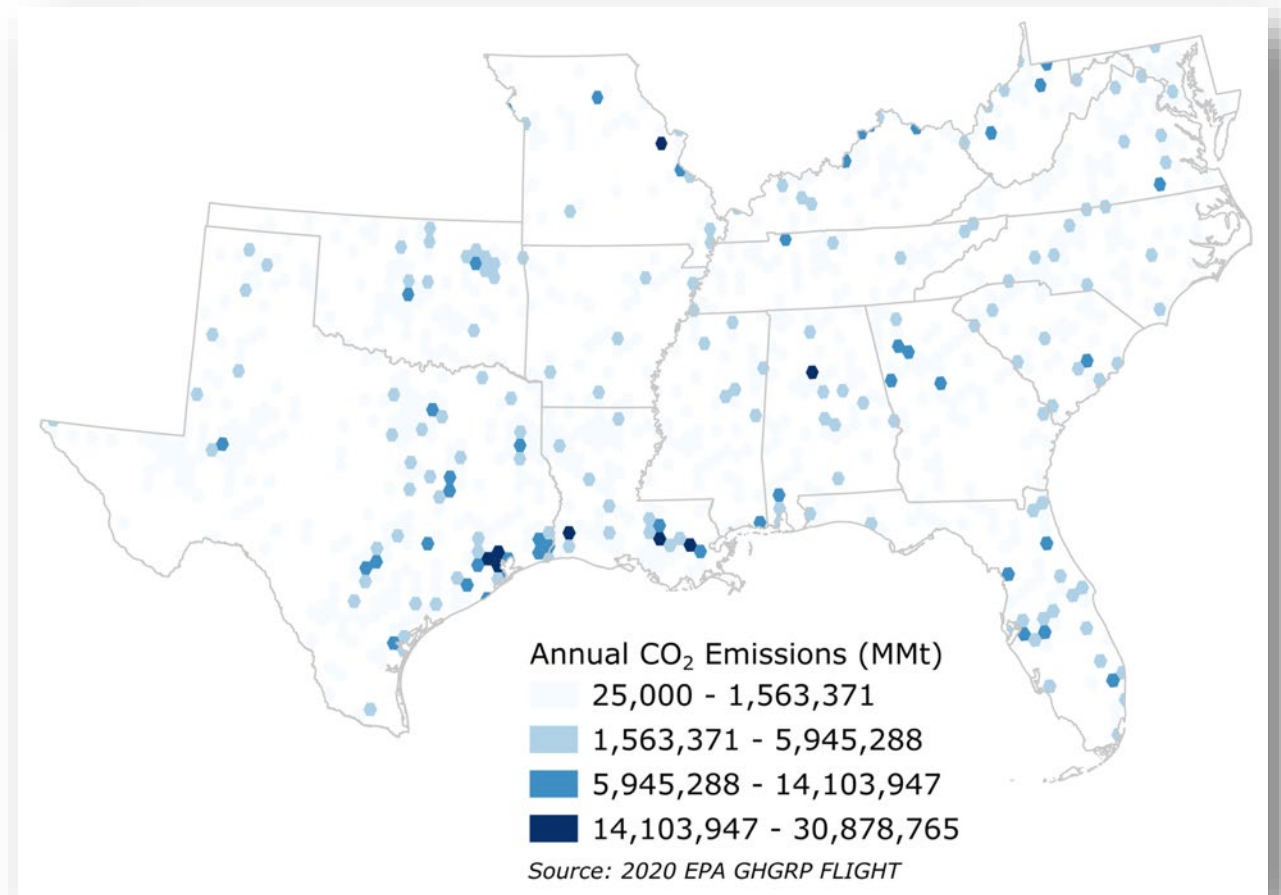 Annual CO₂ Emissions (MMt)
25,000 - 1,563,371
1,563,371 - 5,945,288
5,945,288 - 14,103,947
14,103,947 - 30,878,765
Source: 2020 EPA GHGRP FLIGHT